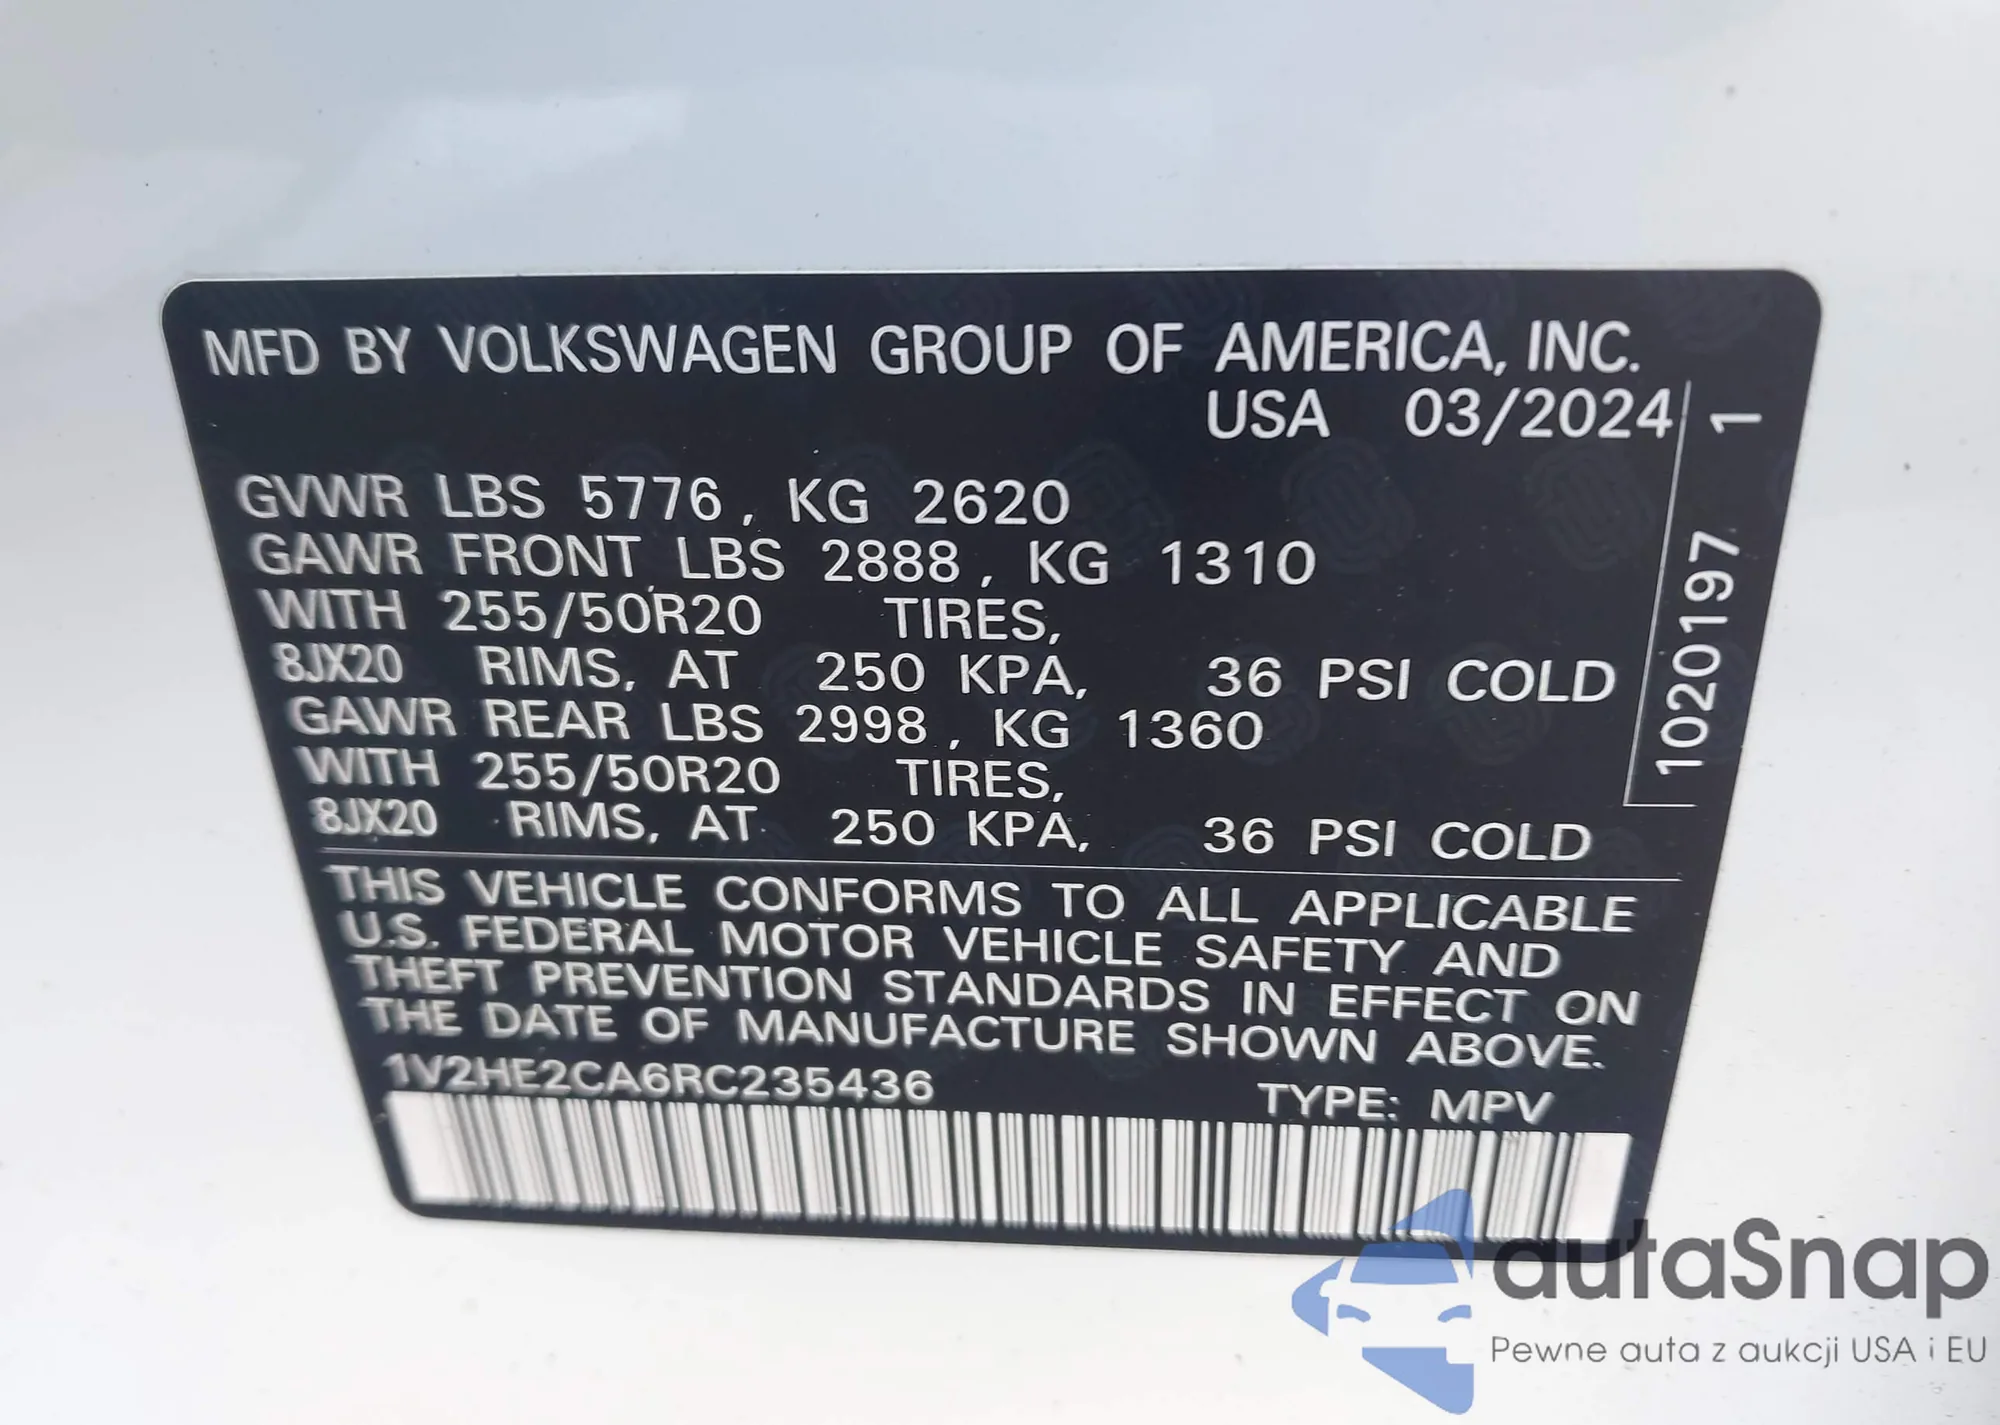 MFD BY VOLKSWAGEN GROUP OF AMERICA, INC.
USA 03/2024
GVWR LBS 5776, KG 2620
GAWR FRONT LBS 2888, KG 1310
WITH 255/50R20 TIRES,
8JX20 RIMS, AT 250 KPA, 36 PSI COLD
GAWR REAR LBS 2998, KG 1360
WITH 255/50R20 TIRES,
8JX20 RIMS, AT 250 KPA, 36 PSI COLD
1020197 1
THIS VEHICLE CONFORMS TO ALL APPLICABLE
U.S. FEDERAL MOTOR VEHICLE SAFETY AND
THEFT PREVENTION STANDARDS IN EFFECT ON
THE DATE OF MANUFACTURE SHOWN ABOVE.
1V2HE2CA6RC235436 TYPE: MPV
autaSnap
Pewne auta z aukcji USA i EU